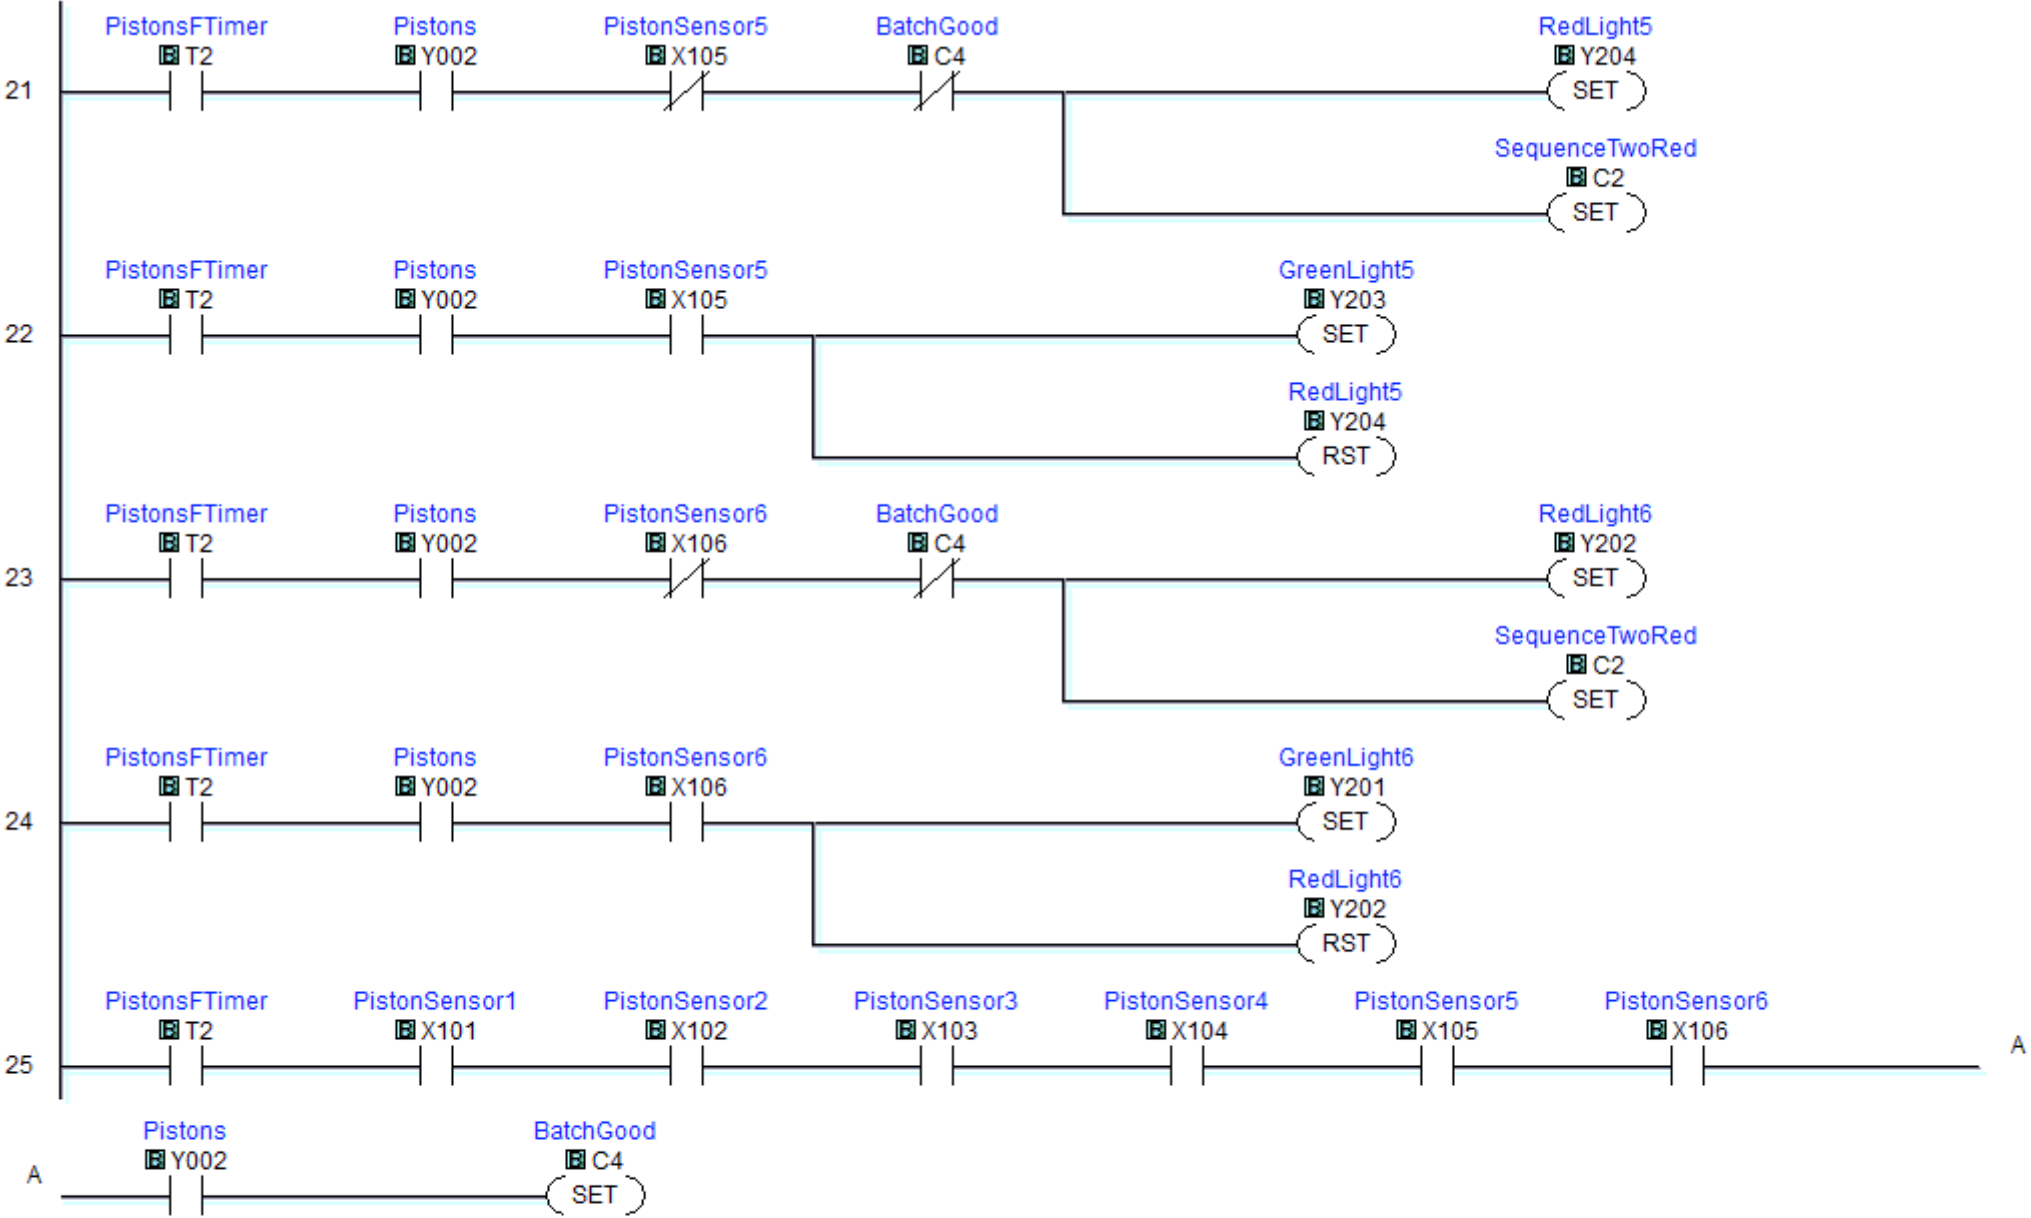 PistonsFTimer Pistons PistonSensor5 BatchGood RedLight5
B T2 B Y002 B X105 B C4 B Y204
21 SET
SequenceTwoRed
B C2
SET
PistonsFTimer Pistons PistonSensor5 GreenLight5
B T2 B Y002 B X105 B Y203
22 SET
RedLight5
B Y204
RST
PistonsFTimer Pistons PistonSensor6 BatchGood RedLight6
B T2 B Y002 B X106 B C4 B Y202
23 SET
SequenceTwoRed
B C2
SET
PistonsFTimer Pistons PistonSensor6 GreenLight6
B T2 B Y002 B X106 B Y201
24 SET
RedLight6
B Y202
RST
PistonsFTimer PistonSensor1 PistonSensor2 PistonSensor3 PistonSensor4 PistonSensor5 PistonSensor6
B T2 B X101 B X102 B X103 B X104 B X105 B X106
25 A
Pistons BatchGood
B Y002 B C4
A SET